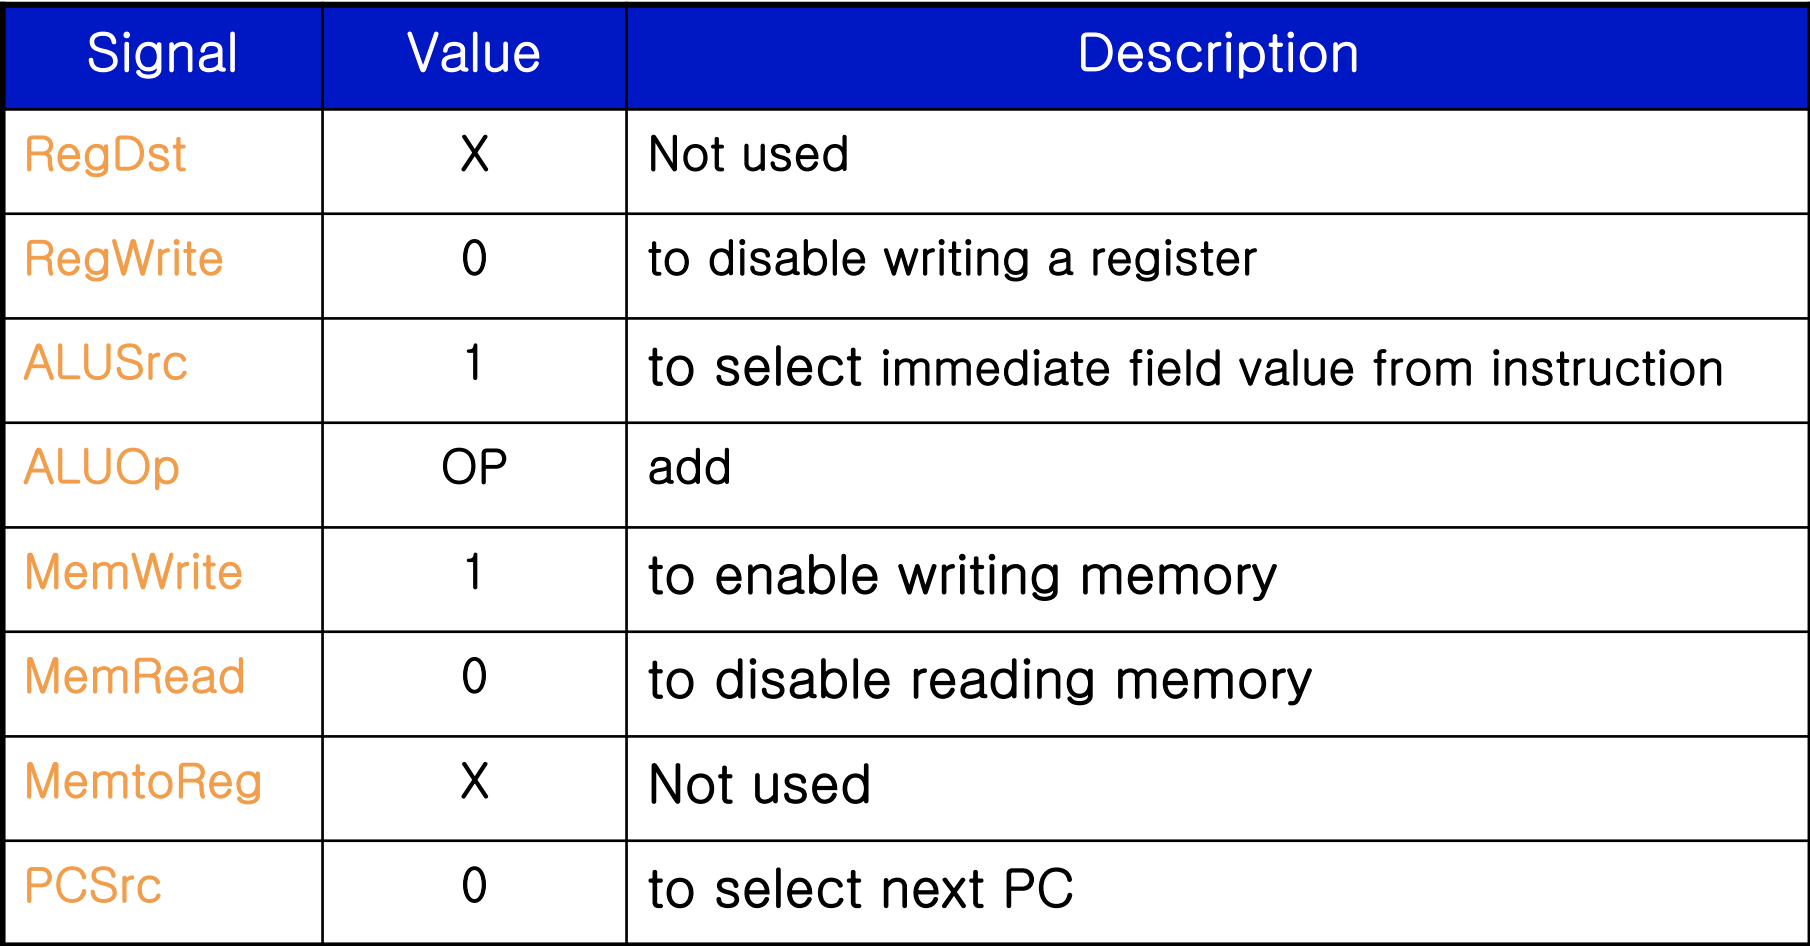 Signal Value Description
RegDst X Not used
RegWrite 0 to disable writing a register
ALUSrc 1 to select immediate field value from instruction
ALUOp OP add
MemWrite 1 to enable writing memory
MemRead 0 to disable reading memory
MemtoReg X Not used
PCSrc 0 to select next PC